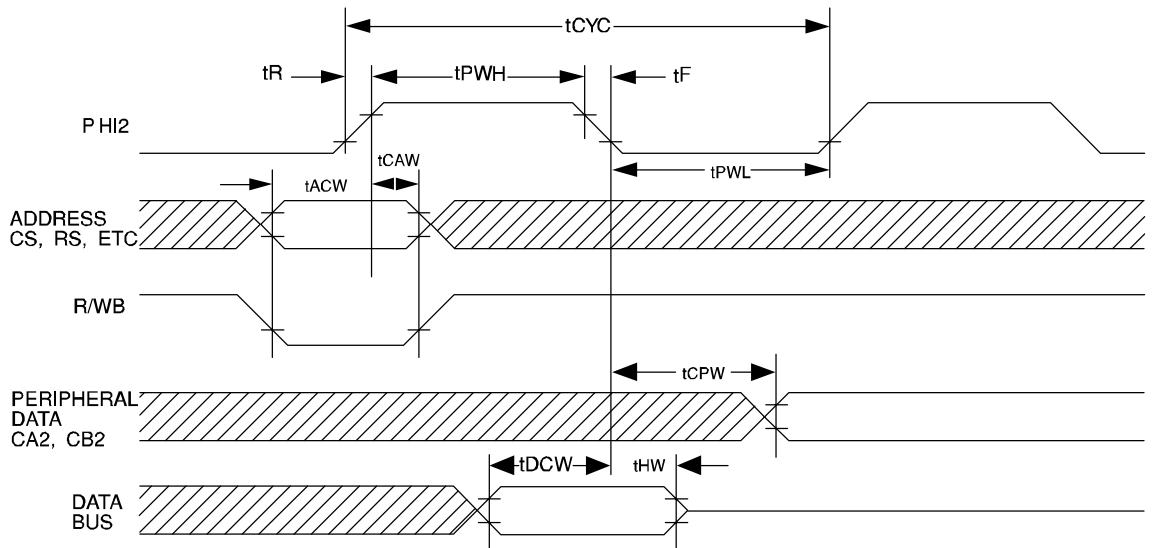 tCYC
tR
tPWH
tF
PHI2
tCAW
tACW
tPWL
ADDRESS
CS, RS, ETC
R/WB
tCPW
PERIPHERAL
DATA
CA2, CB2
tDCW
tHW
DATA
BUS